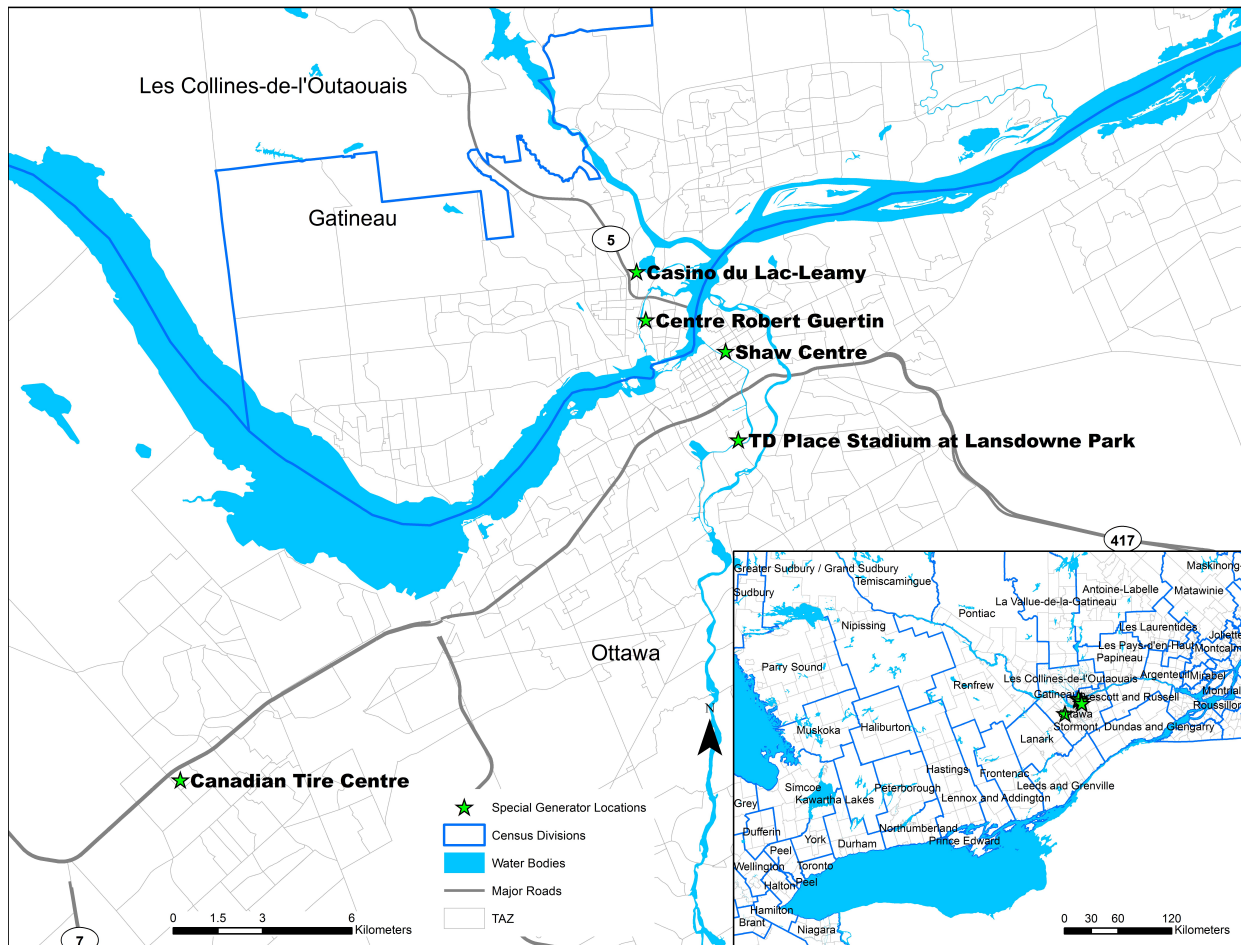 Les Collines-de-l'Outaouais
Gatineau
5
Casino du Lac-Leamy
Centre Robert Guertin
Shaw Centre
TD Place Stadium at Lansdowne Park
417
Ottawa
N
Canadian Tire Centre
7
Special Generator Locations
Census Divisions
Water Bodies
Major Roads
TAZ
0 1.5 3 6
Kilometers
Greater Sudbury / Grand Sudbury
Maskinong
Temiscamingue
Sudbury
Antoine-Labelle
Matawinie
La Vallue-de-la-Gatineau
Pontiac
Nipissing
Les Laurentides
Joliette
Les Pays-d'en-Haut
Montcalm
Papineau
Parry Sound
Argenteuil
Mirabel
Les Collines-de-l'Outaouais
Renfrew
Montreal
Gatineau
Prescott and Russell
Roussillon
Ottawa
Stormont, Dundas and Glengarry
Muskoka
Haliburton
Lanark
Hastings
Frontenac
Simcoe
Peterborough
Leeds and Grenville
Kawartha Lakes
Lennox and Addington
Grey
Northumberland
Dufferin
York
Durham
Prince Edward
Peel
Wellington
Toronto
Halton
Peel
Hamilton
Brant
Niagara
0 30 60 120
Kilometers